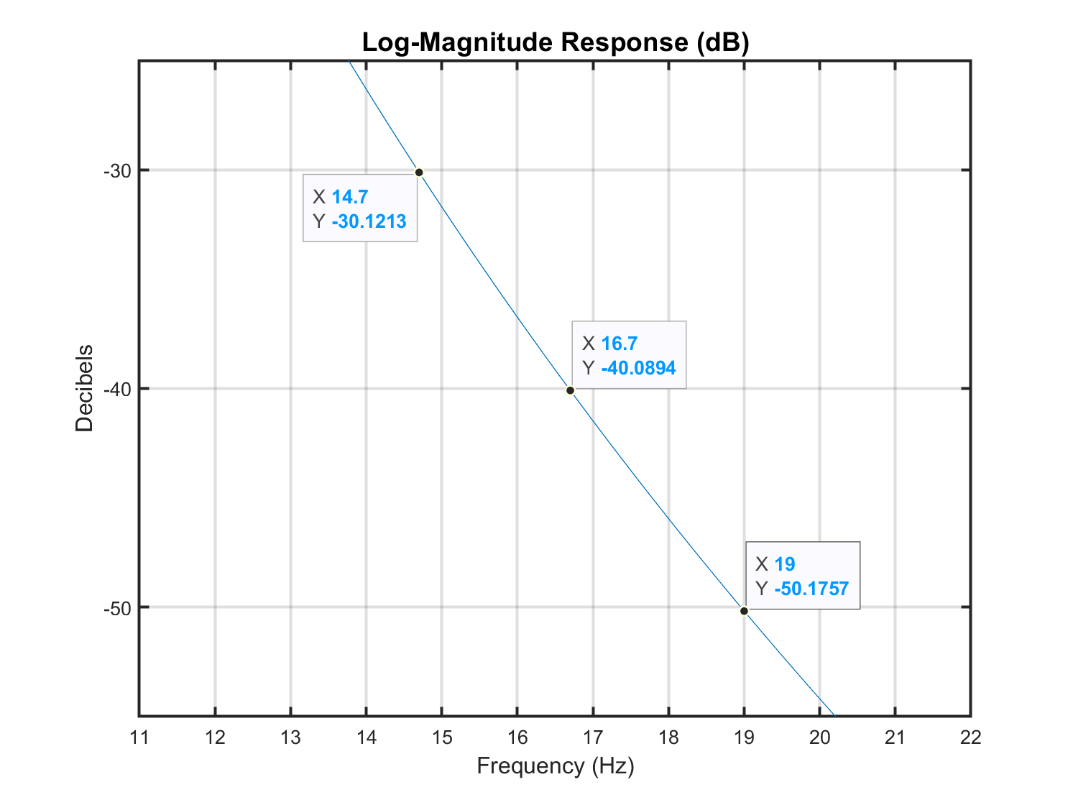 Log-Magnitude Response (dB)
-30
X 14.7
Y -30.1213
X 16.7
Y -40.0894
-40
Decibels
X 19
Y -50.1757
-50
11 12 13 14 15 16 17 18 19 20 21 22
Frequency (Hz)